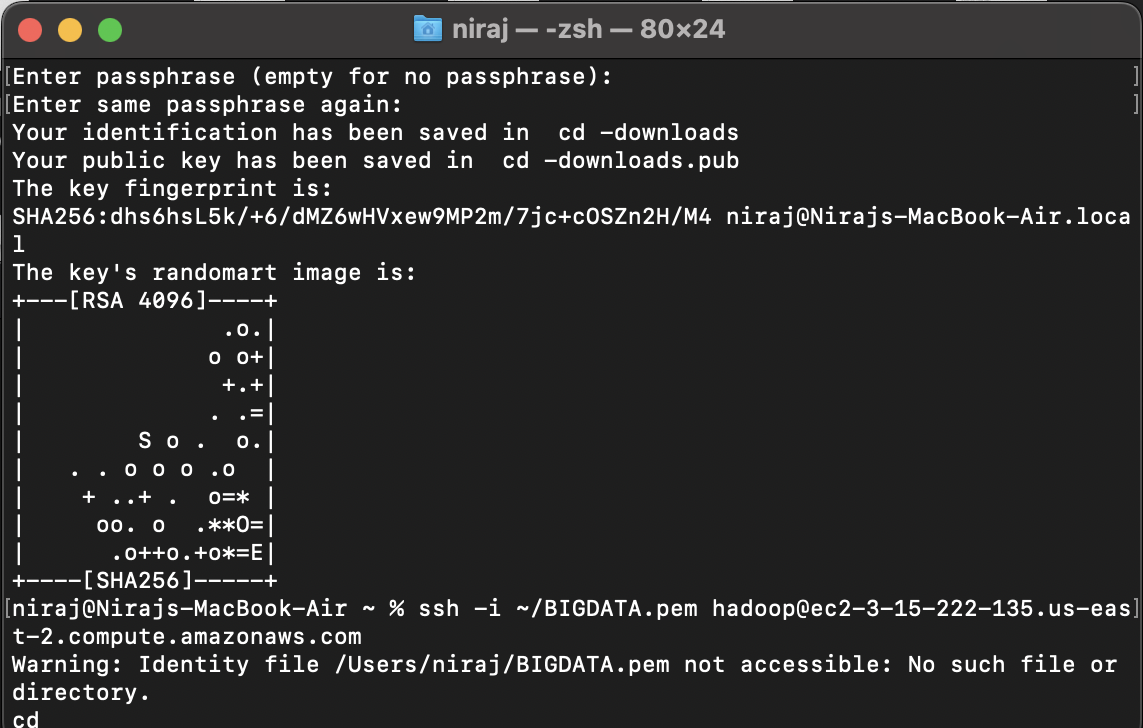 niraj — -zsh — 80×24
[Enter passphrase (empty for no passphrase): ]
[Enter same passphrase again: ]
Your identification has been saved in  cd -downloads
Your public key has been saved in  cd -downloads.pub
The key fingerprint is:
SHA256:dhs6hsL5k/+6/dMZ6wHVxew9MP2m/7jc+cOSZn2H/M4 niraj@Nirajs-MacBook-Air.loca
l
The key's randomart image is:
+---[RSA 4096]----+
|              .o.|
|             o o+|
|              +.+|
|             . .=|
|        S o .  o.|
|   . . o o o .o  |
|    + ..+ .  o=* |
|     oo. o  .**O=|
|      .o++o.+o*=E|
+----[SHA256]-----+
[niraj@Nirajs-MacBook-Air ~ % ssh -i ~/BIGDATA.pem hadoop@ec2-3-15-222-135.us-eas]
t-2.compute.amazonaws.com
Warning: Identity file /Users/niraj/BIGDATA.pem not accessible: No such file or
directory.
cd